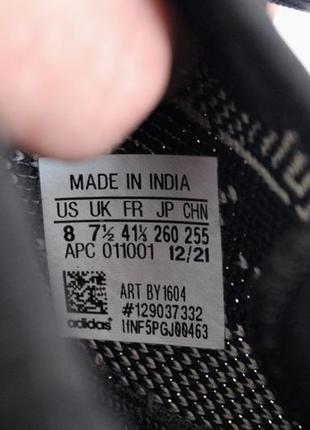 MADE IN INDIA
US UK FR JP CHN
8 7½ 41⅓ 260 255
APC 011001 12/21
ART BY1604
#129037332
adidas 1INF5PGJ00463